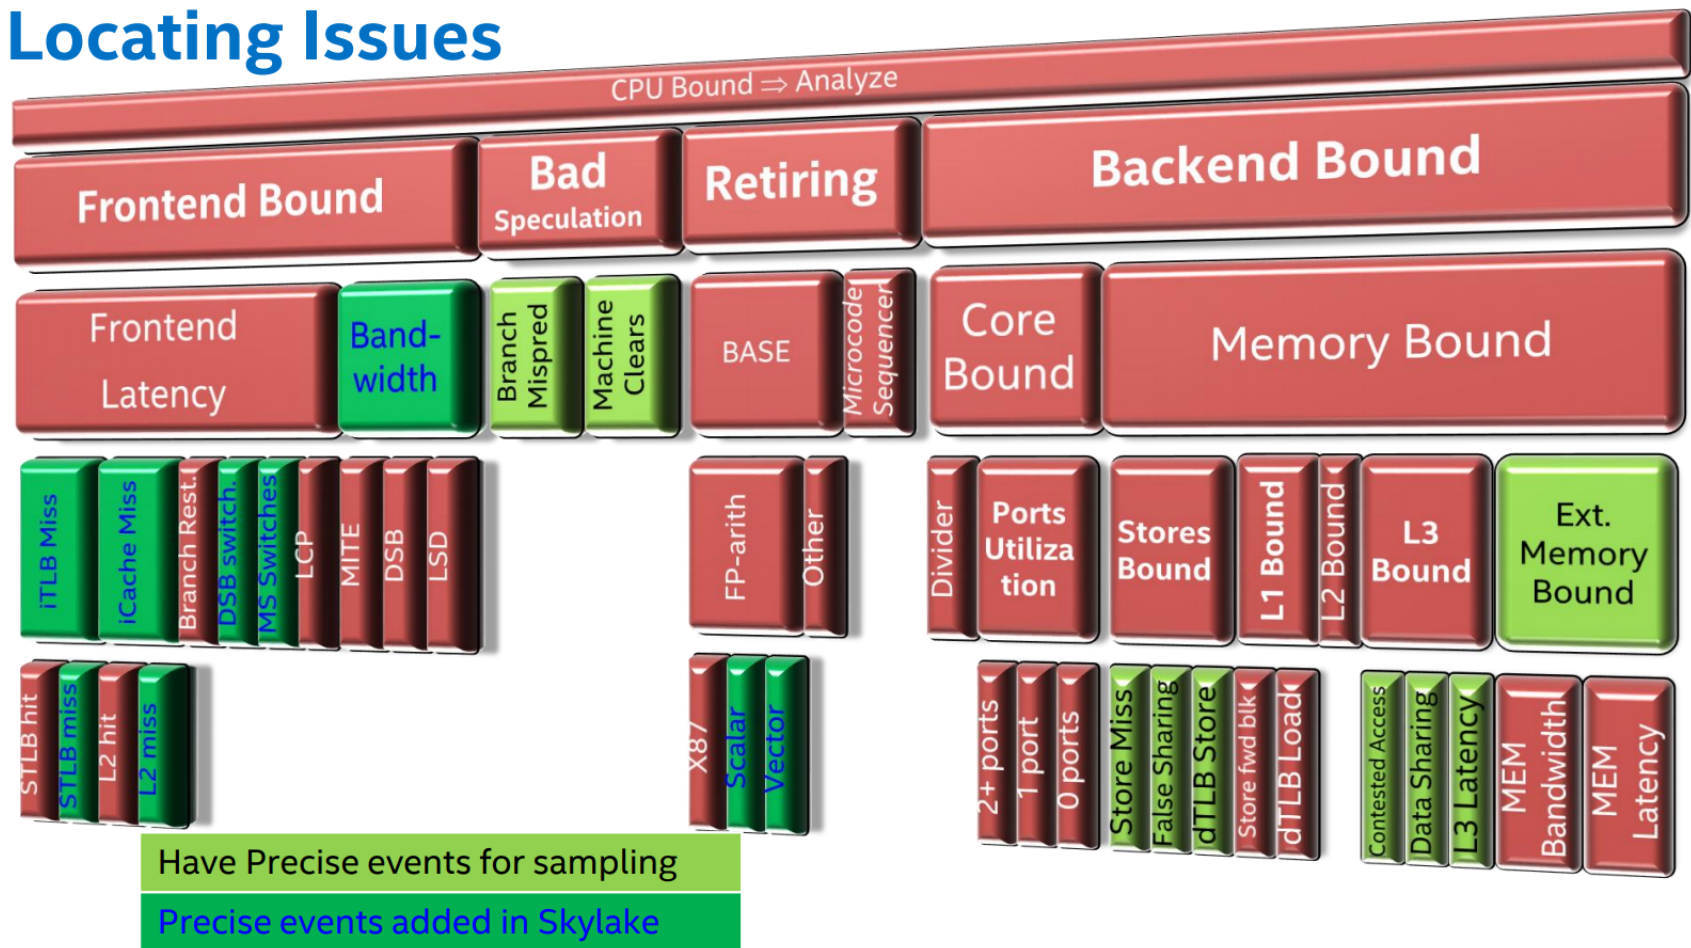 Locating Issues
CPU Bound ⇒ Analyze
Frontend Bound
Bad
Speculation
Retiring
Backend Bound
Frontend
Latency
Band-
width
Branch
Mispred
Machine
Clears
BASE
Microcode
Sequencer
Core
Bound
Memory Bound
iTLB Miss
iCache Miss
Branch Rest.
DSB switch.
MS Switches
LCP
MITE
DSB
LSD
FP-arith
Other
Divider
Ports
Utiliza
tion
Stores
Bound
L1 Bound
L2 Bound
L3
Bound
Ext.
Memory
Bound
STLB hit
STLB miss
L2 hit
L2 miss
X87
Scalar
Vector
2+ ports
1 port
0 ports
Store Miss
False Sharing
dTLB Store
Store fwd blk
dTLB Load
Contested Access
Data Sharing
L3 Latency
MEM
Bandwidth
MEM
Latency
Have Precise events for sampling
Precise events added in Skylake